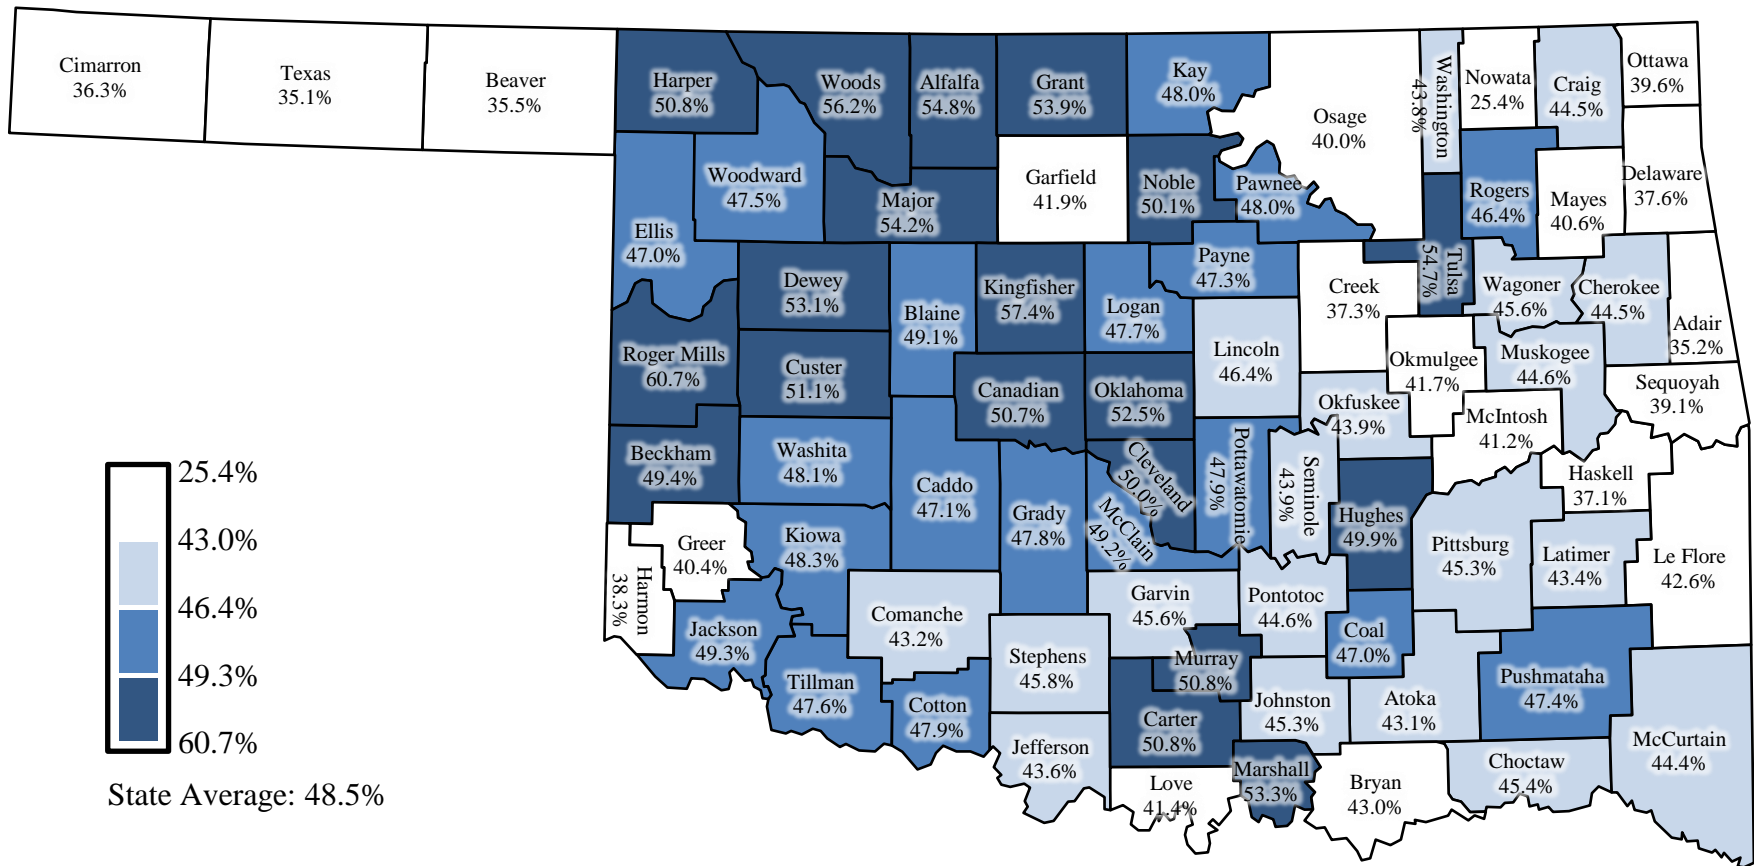 Cimarron
36.3%
Texas
35.1%
Beaver
35.5%
Harper
50.8%
Woods
56.2%
Alfalfa
54.8%
Grant
53.9%
Kay
48.0%
Osage
40.0%
Washington
43.8%
Nowata
25.4%
Craig
44.5%
Ottawa
39.6%
Woodward
47.5%
Major
54.2%
Garfield
41.9%
Noble
50.1%
Pawnee
48.0%
Rogers
46.4%
Mayes
40.6%
Delaware
37.6%
Ellis
47.0%
Dewey
53.1%
Blaine
49.1%
Kingfisher
57.4%
Logan
47.7%
Payne
47.3%
Creek
37.3%
Tulsa
54.7%
Wagoner
45.6%
Cherokee
44.5%
Adair
35.2%
Roger Mills
60.7%
Custer
51.1%
Canadian
50.7%
Oklahoma
52.5%
Lincoln
46.4%
Okmulgee
41.7%
Muskogee
44.6%
Sequoyah
39.1%
Okfuskee
43.9%
McIntosh
41.2%
Beckham
49.4%
Washita
48.1%
Caddo
47.1%
Grady
47.8%
Cleveland
50.0%
McClain
49.2%
Pottawatomie
47.9%
Seminole
43.9%
Hughes
49.9%
Haskell
37.1%
Pittsburg
45.3%
Latimer
43.4%
Le Flore
42.6%
Greer
40.4%
Kiowa
48.3%
Harmon
38.3%
Jackson
49.3%
Comanche
43.2%
Garvin
45.6%
Pontotoc
44.6%
Coal
47.0%
Stephens
45.8%
Murray
50.8%
Tillman
47.6%
Cotton
47.9%
Carter
50.8%
Johnston
45.3%
Atoka
43.1%
Pushmataha
47.4%
McCurtain
44.4%
Jefferson
43.6%
Love
41.4%
Marshall
53.3%
Bryan
43.0%
Choctaw
45.4%
25.4%
43.0%
46.4%
49.3%
60.7%
State Average: 48.5%